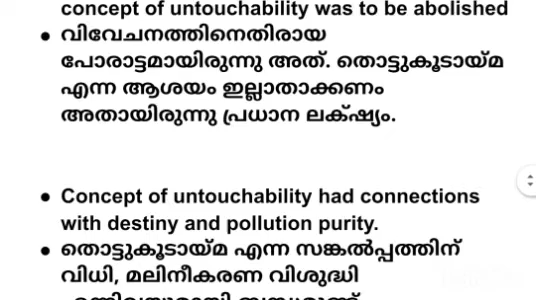 concept of untouchability was to be abolished
● വിവേചനത്തിനെതിരായ
പോരാട്ടമായിരുന്നു അത്. തൊട്ടുകൂടായ്മ
എന്ന ആശയം ഇല്ലാതാക്കണം
അതായിരുന്നു പ്രധാന ലക്ഷ്യം.
● Concept of untouchability had connections
with destiny and pollution purity.
● തൊട്ടുകൂടായ്മ എന്ന സങ്കൽപ്പത്തിന്
വിധി, മലിനീകരണ വിശുദ്ധി